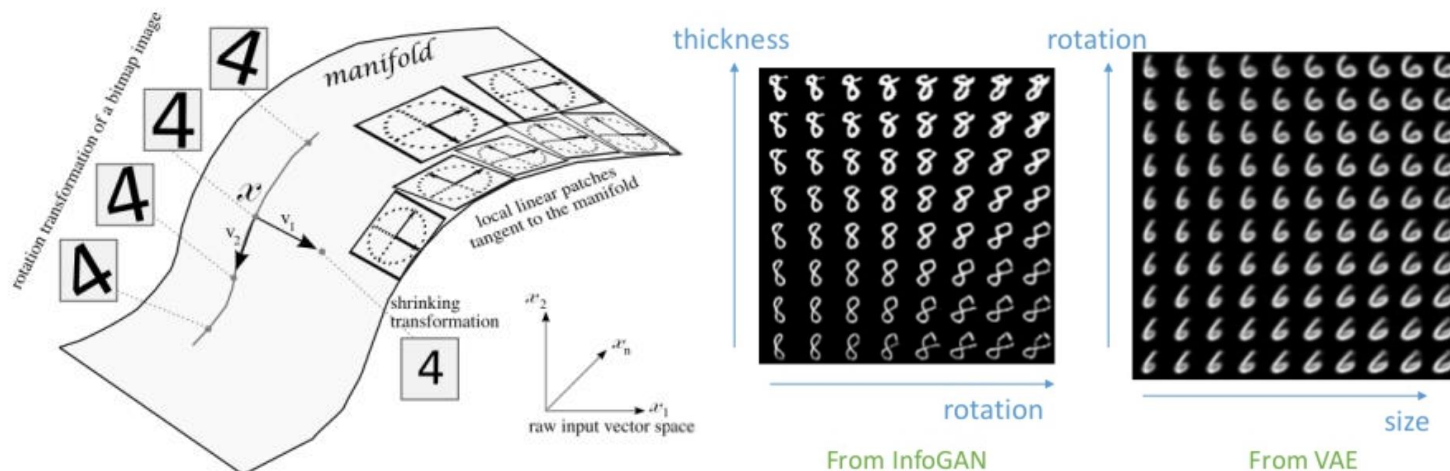 rotation transformation of a bitmap image
4
4
4
4
manifold
x
v1
v2
local linear patches
tangent to the manifold
shrinking
transformation
4
x2
xn
x1
raw input vector space
thickness
rotation
From InfoGAN
rotation
size
From VAE